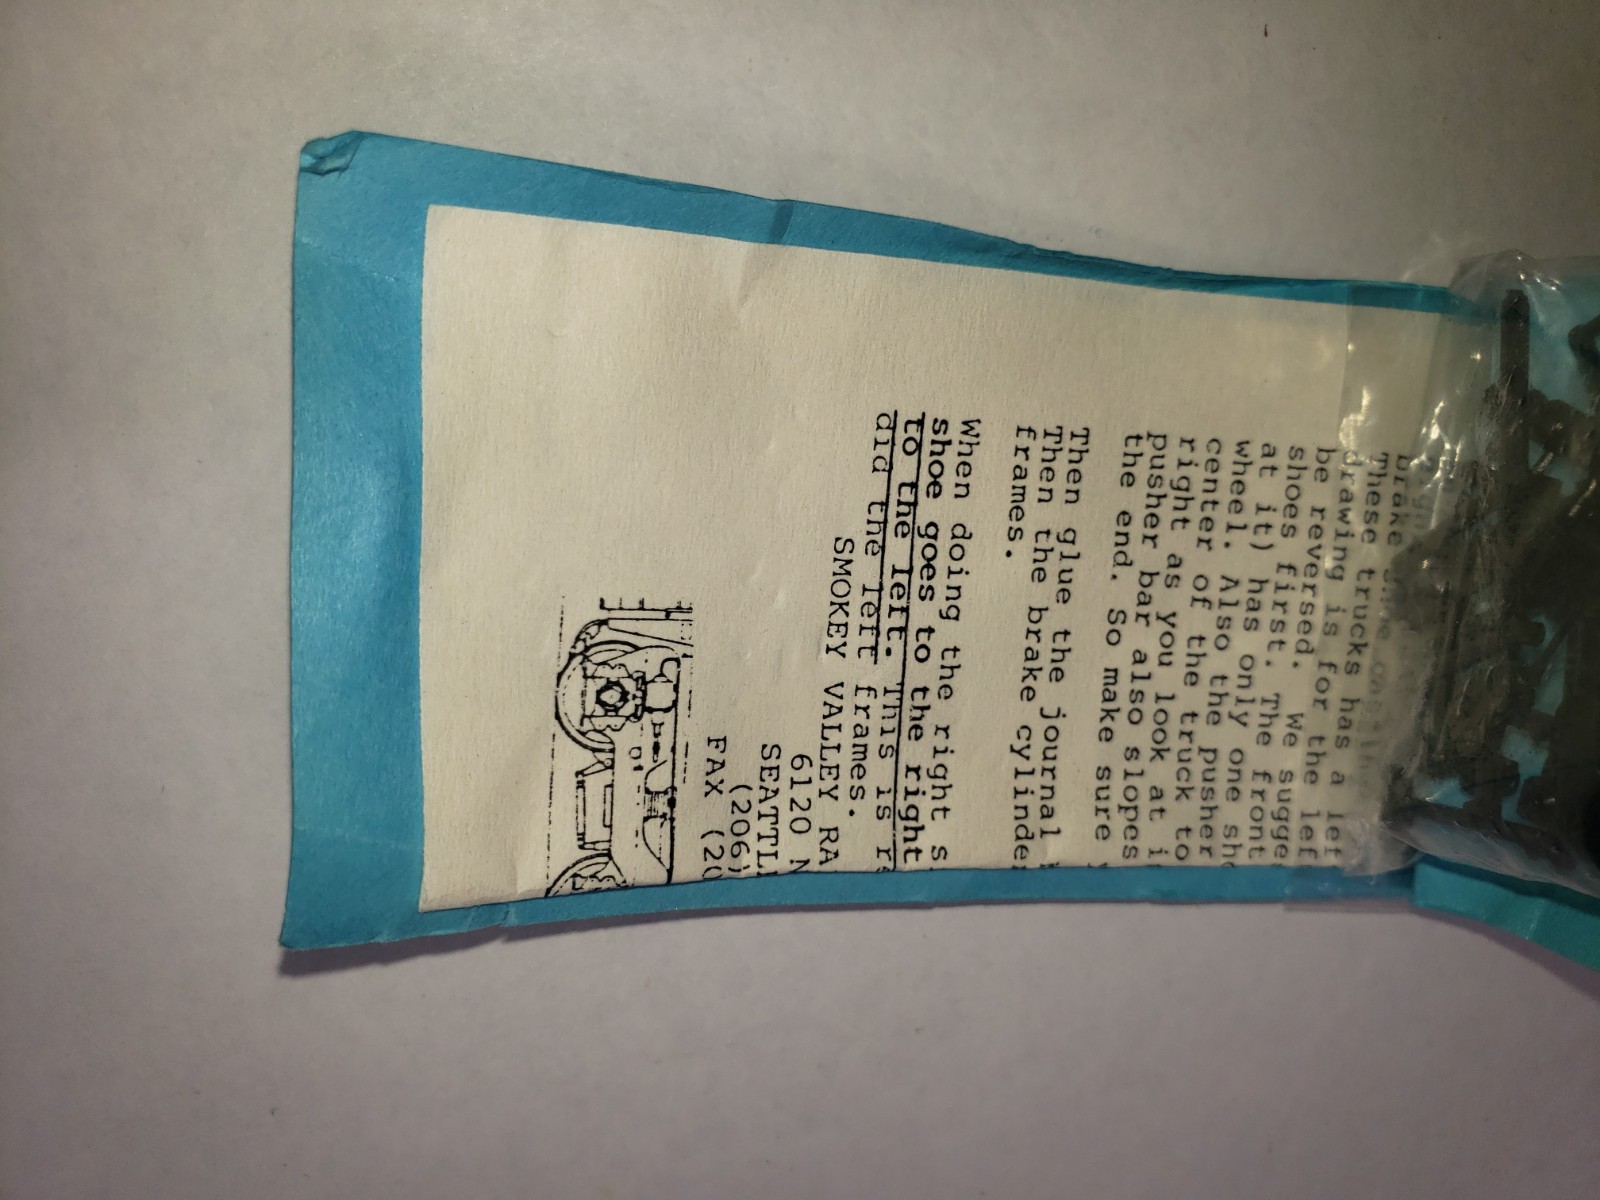 These trucks has a lef
drawing is for the lef
be reversed. We sugge
shoes first. The front
at it) has only one sho
wheel. Also the pusher
center of the truck to
right as you look at i
pusher bar also slopes
the end. So make sure
Then glue the journal
Then the brake cylinder
frames.
When doing the right s
shoe goes to the right
to the left. This is r
did the left frames.
SMOKEY VALLEY RA
6120 N
SEATTL
(206)
FAX (20